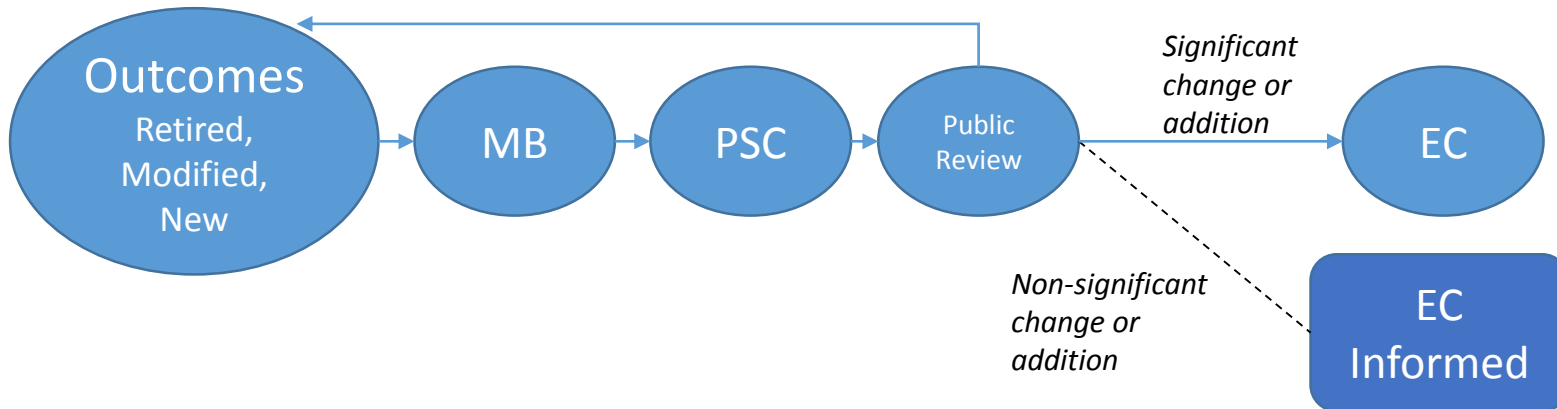 Outcomes
Retired,
Modified,
New
MB
PSC
Public
Review
Significant
change or
addition
EC
Non-significant
change or
addition
EC
Informed